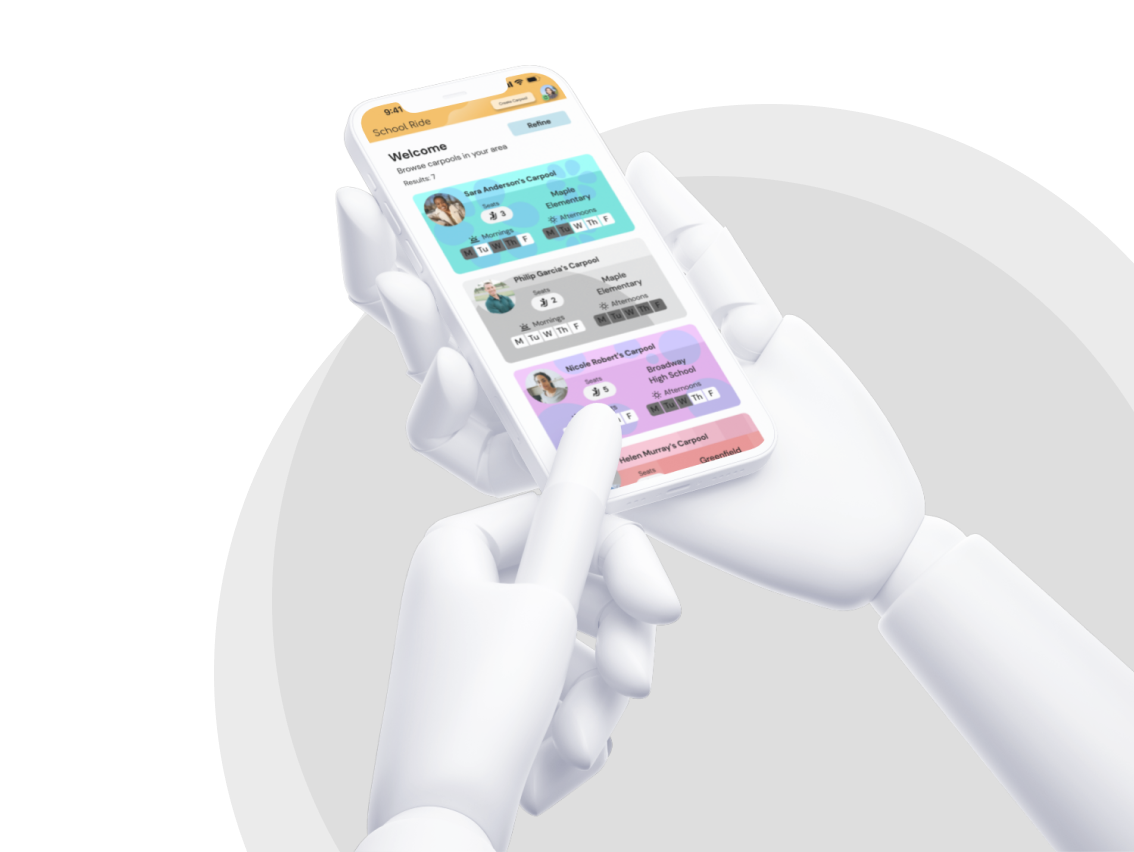 9:41
School Ride
Create Carpool
Welcome
Refine
Browse carpools in your area
Results: 7
Sara Anderson's Carpool
Seats
3
Maple
Elementary
Mornings
M Tu W Th F
Afternoons
M Tu W Th F
Philip Garcia's Carpool
Seats
2
Maple
Elementary
Mornings
M Tu W Th F
Afternoons
M Tu W Th F
Nicole Robert's Carpool
Seats
5
Broadway
High School
F
Afternoons
M Tu W Th F
Helen Murray's Carpool
Seats
Greenfield